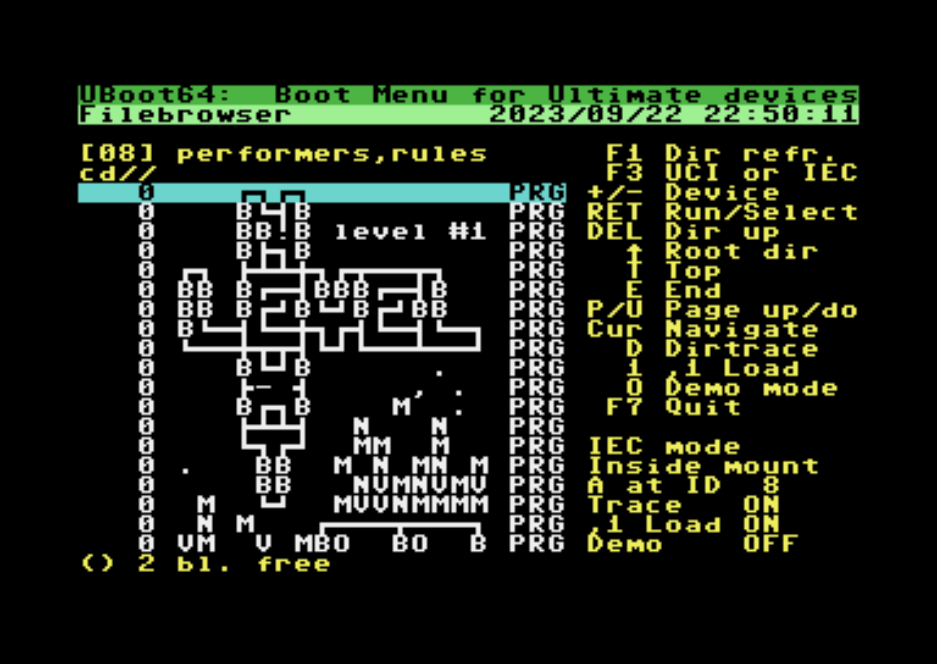 UBoot64: Boot Menu for Ultimate devices
Filebrowser 2023/09/22 22:50:11
[08] performers,rules F1 Dir refr.
cd// F3 UCI or IEC
0 PRG +/- Device
0 B B PRG RET Run/Select
0 BB.B level #1 PRG DEL Dir up
0 B B PRG ↑ Root dir
0 PRG T Top
0 BB B BBB B PRG E End
0 BB B B B BB PRG P/U Page up/do
0 B PRG Cur Navigate
0 PRG D Dirtrace
0 B B . PRG 1 ,1 Load
0 - : PRG O Demo mode
0 B B M' : PRG F7 Quit
0 N N PRG
0 MM M PRG IEC mode
0 . BB M N MN M PRG Inside mount
0 BB NVMNVMV PRG A at ID 8
0 M MVVNMMMM PRG Trace ON
0 N M PRG ,1 Load ON
0 VM V MBO BO B PRG Demo OFF
() 2 bl. free